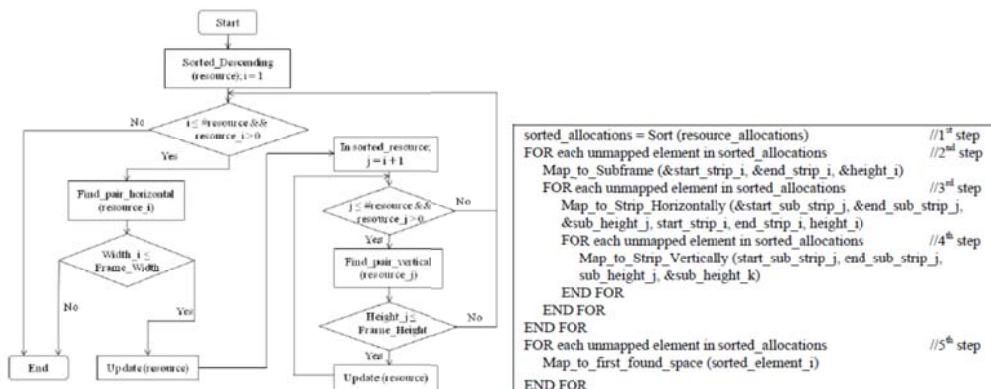 Start
Sorted_Descending
(resource); i = 1
i ≤ #resource &&
resource_i > 0
No
Yes
Find_pair_horizontal
(resource_i)
Width_i ≤
Frame_Width
No
Yes
End
Update (resource)
In sorted_resource;
j = i + 1
j ≤ #resource &&
resource_j > 0
No
Yes
Find_pair_vertical
(resource_j)
Height_j ≤
Frame_Height
No
Yes
Update (resource)
sorted_allocations = Sort (resource_allocations) //1st step
FOR each unmapped element in sorted_allocations //2nd step
Map_to_Subframe (&start_strip_i, &end_strip_i, &height_i)
FOR each unmapped element in sorted_allocations //3rd step
Map_to_Strip_Horizontally (&start_sub_strip_j, &end_sub_strip_j,
&sub_height_j, start_strip_i, end_strip_i, height_i)
FOR each unmapped element in sorted_allocations //4th step
Map_to_Strip_Vertically (start_sub_strip_j, end_sub_strip_j,
sub_height_j, &sub_height_k)
END FOR
END FOR
END FOR
FOR each unmapped element in sorted_allocations //5th step
Map_to_first_found_space (sorted_element_i)
END FOR